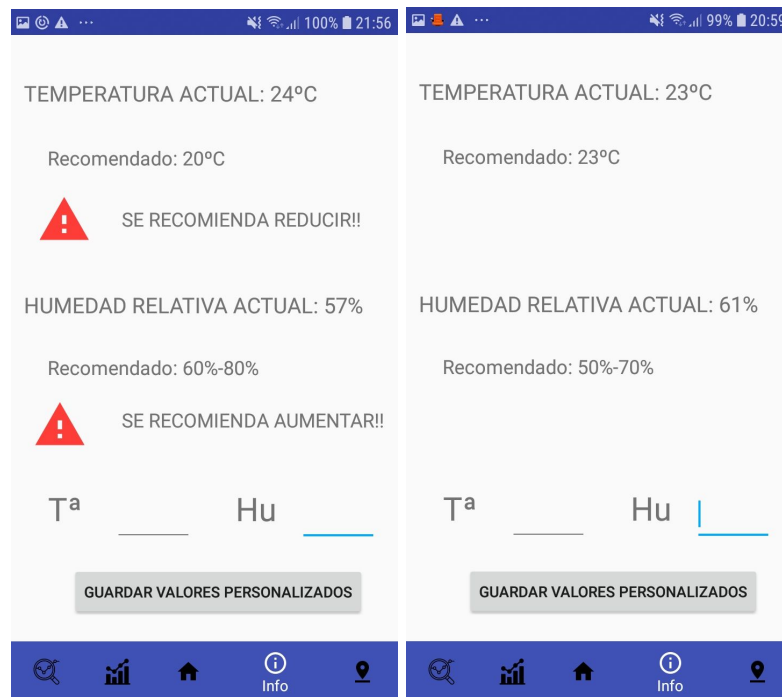 100% 21:56
TEMPERATURA ACTUAL: 24ºC
Recomendado: 20ºC
SE RECOMIENDA REDUCIR!!
HUMEDAD RELATIVA ACTUAL: 57%
Recomendado: 60%-80%
SE RECOMIENDA AUMENTAR!!
Tª Hu
GUARDAR VALORES PERSONALIZADOS
Info
99% 20:59
TEMPERATURA ACTUAL: 23ºC
Recomendado: 23ºC
HUMEDAD RELATIVA ACTUAL: 61%
Recomendado: 50%-70%
Tª Hu
GUARDAR VALORES PERSONALIZADOS
Info